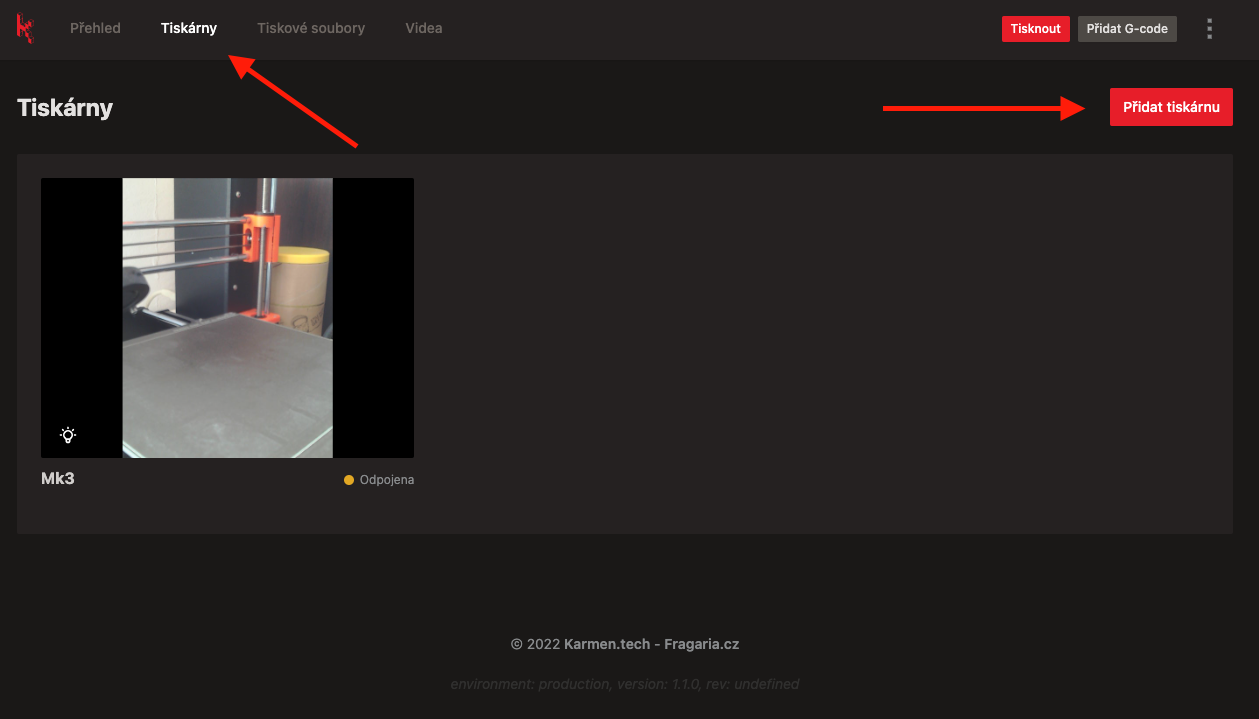 Přehled Tiskárny Tiskové soubory Videa Tisknout Přidat G-code
Tiskárny Přidat tiskárnu
Mk3 Odpojena
© 2022 Karmen.tech - Fragaria.cz
environment: production, version: 1.1.0, rev: undefined